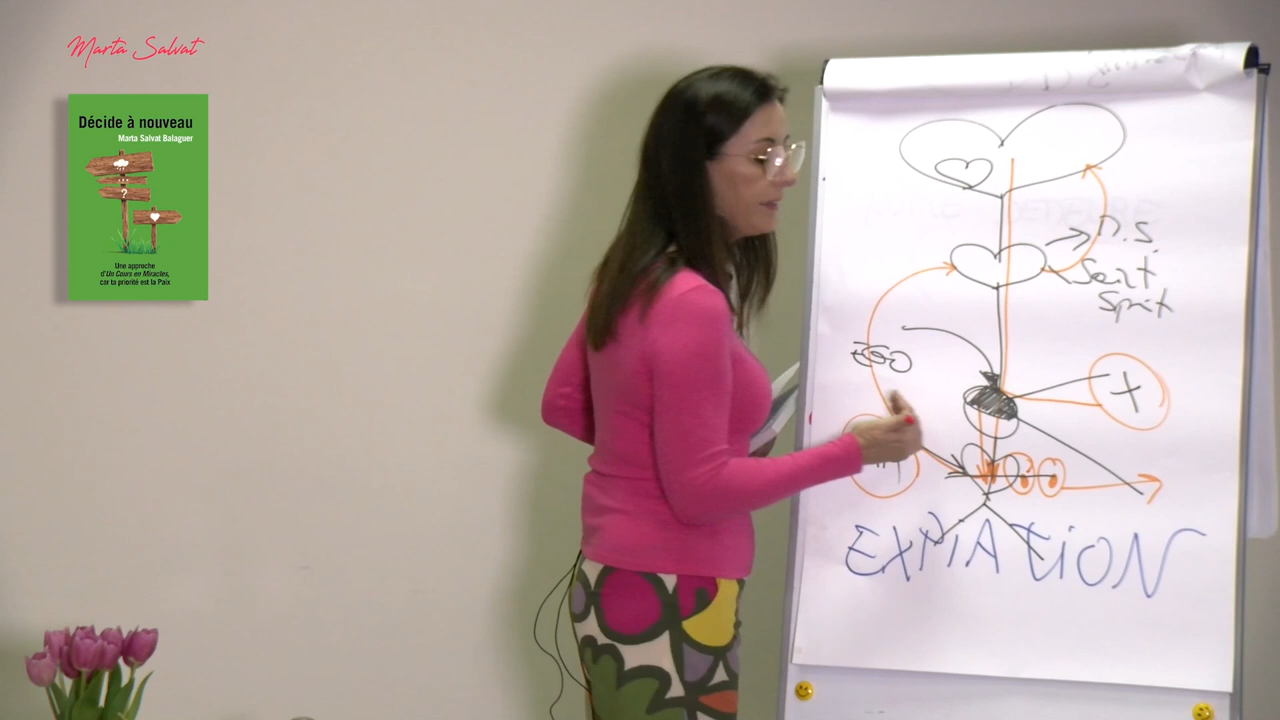 Marta Salvat
Décide à nouveau
Marta Salvat Balaguer
?
Une approche
d'Un Cours en Miracles,
car ta priorité est la Paix
D.S.
Saint
Sprit
EGO
EXPIATION